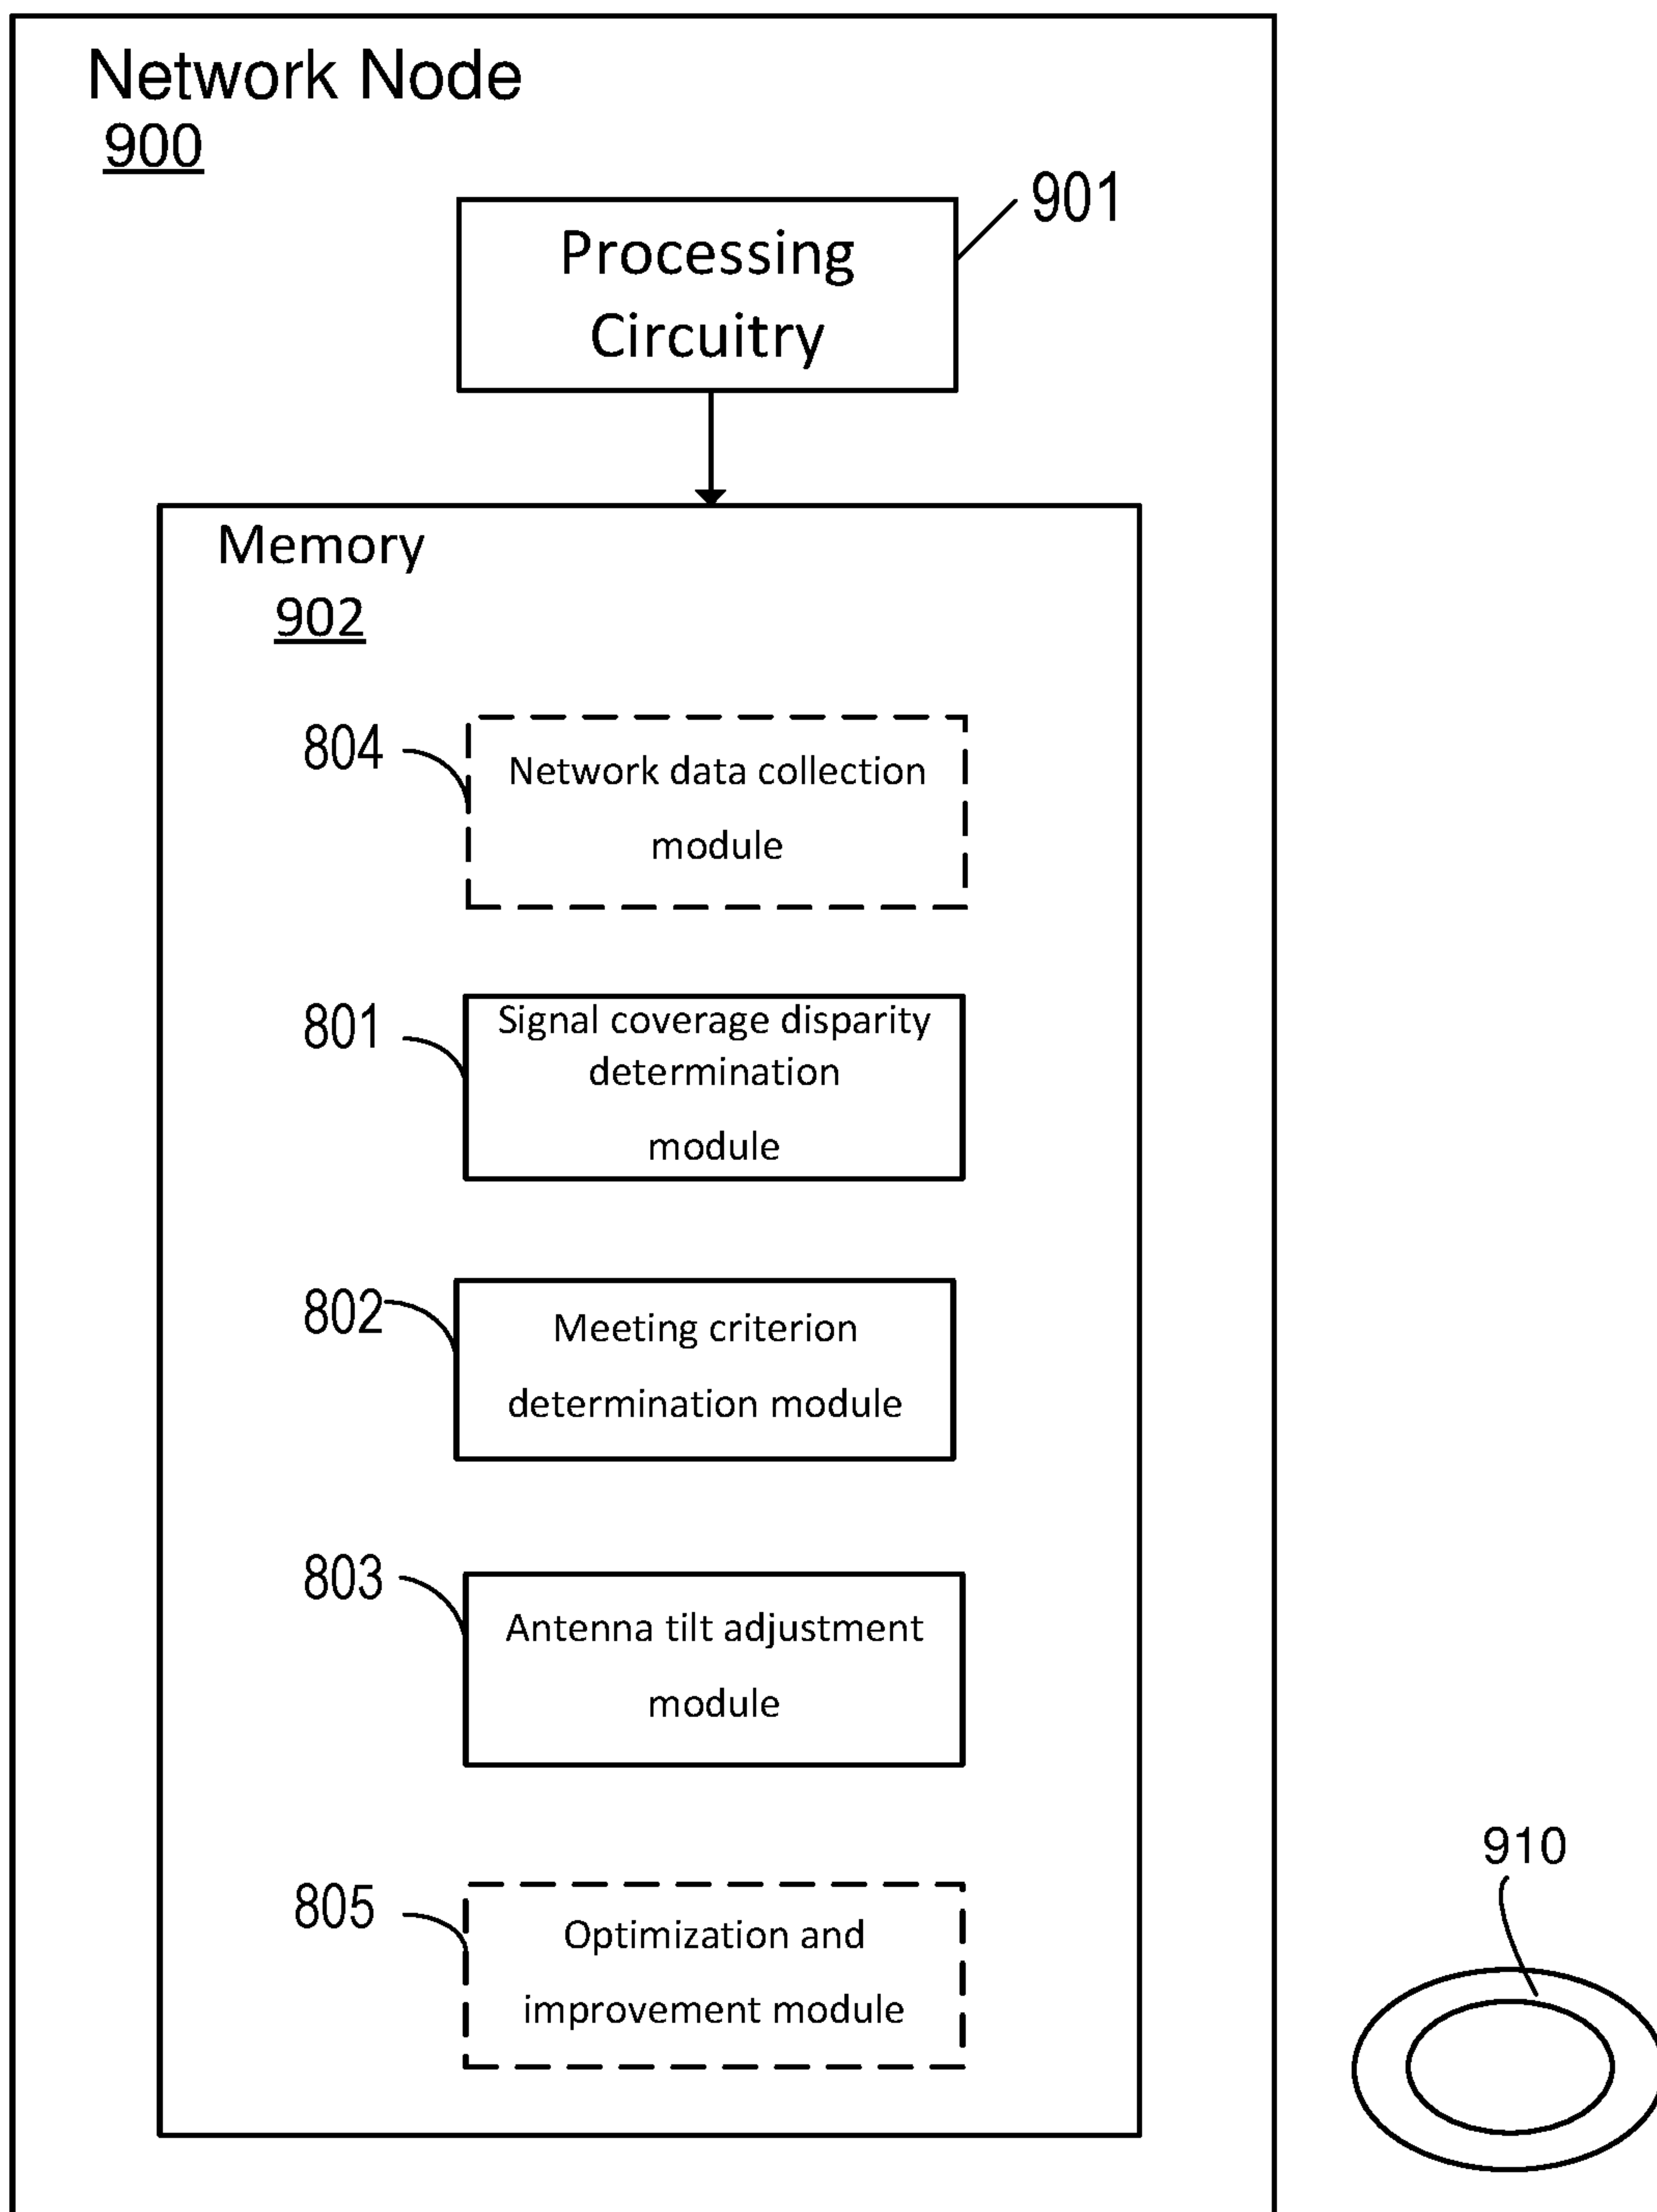 Network Node
900
901
Processing
Circuitry
Memory
902
804
Network data collection
module
801
Signal coverage disparity
determination
module
802
Meeting criterion
determination module
803
Antenna tilt adjustment
module
805
Optimization and
improvement module
910